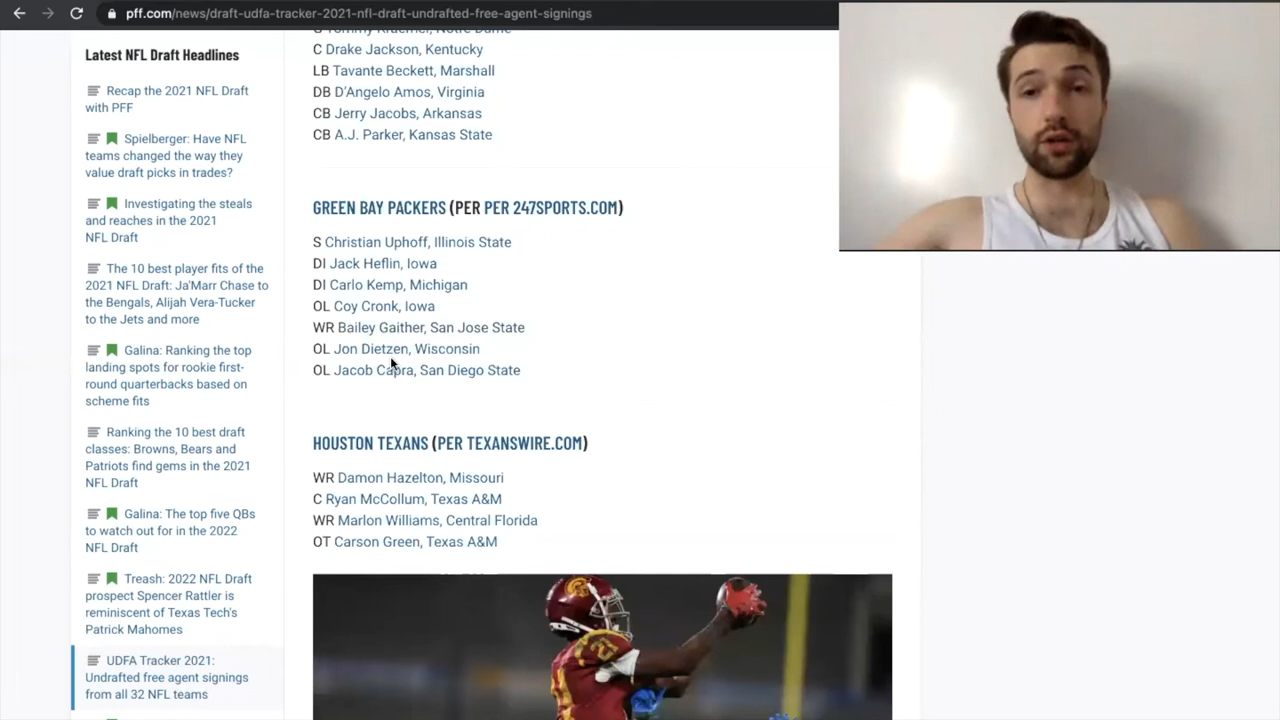 pff.com/news/draft-udfa-tracker-2021-nfl-draft-undrafted-free-agent-signings
Latest NFL Draft Headlines
Recap the 2021 NFL Draft
with PFF
Spielberger: Have NFL
teams changed the way they
value draft picks in trades?
Investigating the steals
and reaches in the 2021
NFL Draft
The 10 best player fits of the
2021 NFL Draft: Ja'Marr Chase to
the Bengals, Alijah Vera-Tucker
to the Jets and more
Galina: Ranking the top
landing spots for rookie first-
round quarterbacks based on
scheme fits
Ranking the 10 best draft
classes: Browns, Bears and
Patriots find gems in the 2021
NFL Draft
Galina: The top five QBs
to watch out for in the 2022
NFL Draft
Treash: 2022 NFL Draft
prospect Spencer Rattler is
reminiscent of Texas Tech's
Patrick Mahomes
UDFA Tracker 2021:
Undrafted free agent signings
from all 32 NFL teams
G Tommy Kraemer, Notre Dame
C Drake Jackson, Kentucky
LB Tavante Beckett, Marshall
DB D'Angelo Amos, Virginia
CB Jerry Jacobs, Arkansas
CB A.J. Parker, Kansas State
GREEN BAY PACKERS (PER PER 247SPORTS.COM)
S Christian Uphoff, Illinois State
DI Jack Heflin, Iowa
DI Carlo Kemp, Michigan
OL Coy Cronk, Iowa
WR Bailey Gaither, San Jose State
OL Jon Dietzen, Wisconsin
OL Jacob Capra, San Diego State
HOUSTON TEXANS (PER TEXANSWIRE.COM)
WR Damon Hazelton, Missouri
C Ryan McCollum, Texas A&M
WR Marlon Williams, Central Florida
OT Carson Green, Texas A&M
21